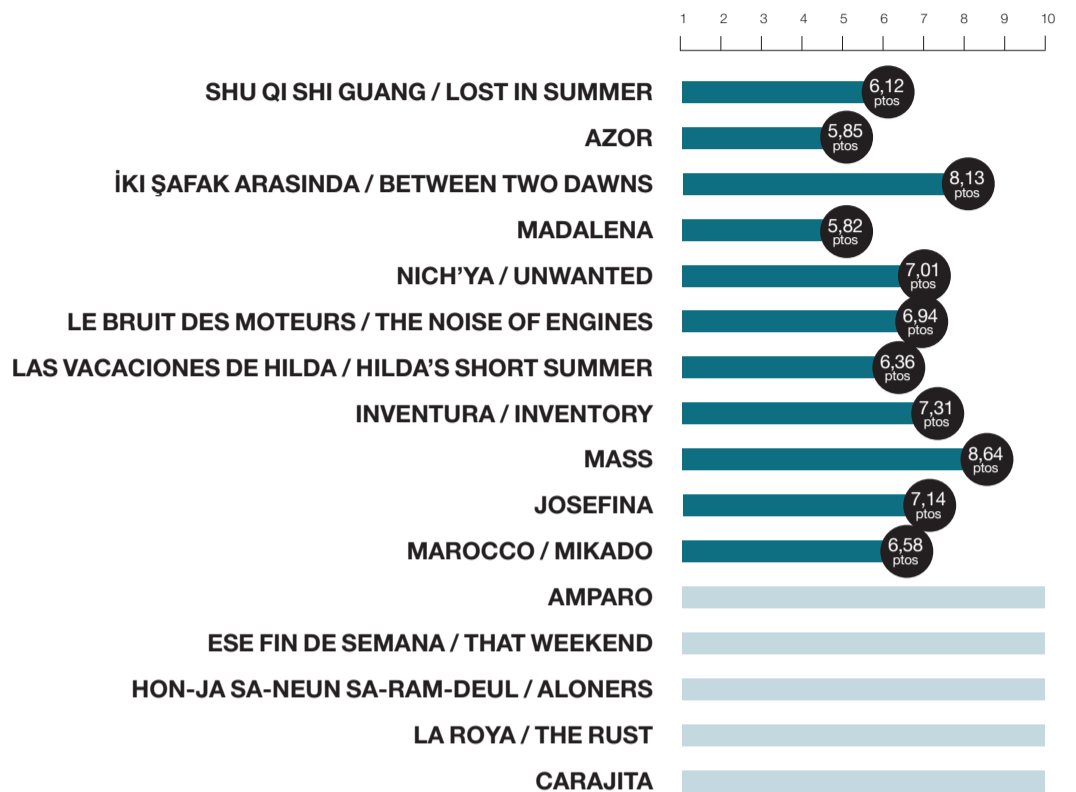 1 2 3 4 5 6 7 8 9 10
SHU QI SHI GUANG / LOST IN SUMMER
6,12
ptos
AZOR
5,85
ptos
İKI ŞAFAK ARASINDA / BETWEEN TWO DAWNS
8,13
ptos
MADALENA
5,82
ptos
NICH’YA / UNWANTED
7,01
ptos
LE BRUIT DES MOTEURS / THE NOISE OF ENGINES
6,94
ptos
LAS VACACIONES DE HILDA / HILDA’S SHORT SUMMER
6,36
ptos
INVENTURA / INVENTORY
7,31
ptos
MASS
8,64
ptos
JOSEFINA
7,14
ptos
MAROCCO / MIKADO
6,58
ptos
AMPARO
ESE FIN DE SEMANA / THAT WEEKEND
HON-JA SA-NEUN SA-RAM-DEUL / ALONERS
LA ROYA / THE RUST
CARAJITA